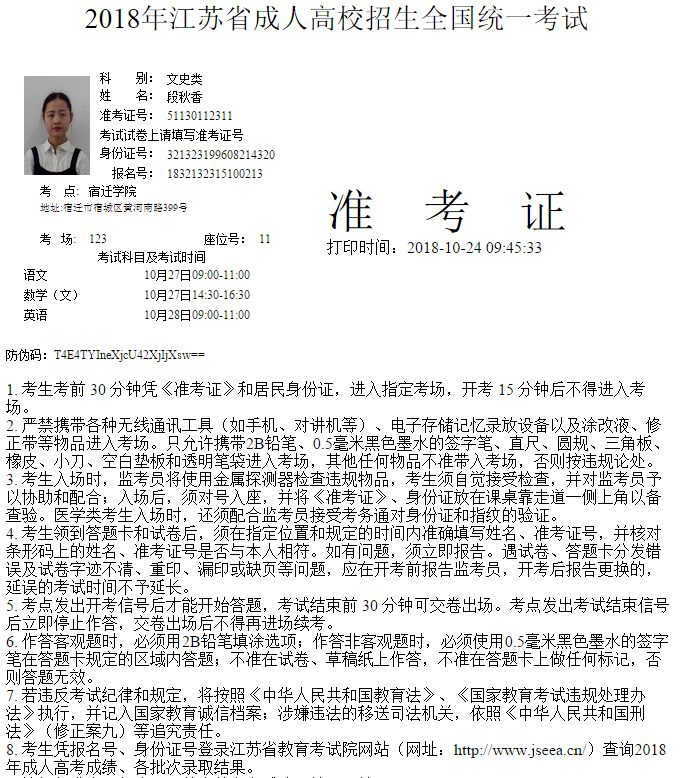 2018年江苏省成人高校招生全国统一考试
科 别： 文史类
姓 名： 段秋香
准考证号： 51130112311
考试试卷上请填写准考证号
身份证号： 321323199608214320
报名号： 1832132315100213
考 点： 宿迁学院
地址:宿迁市宿城区黄河南路399号
准 考 证
考 场: 123 座位号： 11
打印时间：2018-10-24 09:45:33
考试科目及考试时间
语文 10月27日09:00-11:00
数学（文） 10月27日14:30-16:30
英语 10月28日09:00-11:00
防伪码：T4E4TYIneXjcU42XjIjXsw==
1. 考生考前 30 分钟凭《准考证》和居民身份证，进入指定考场，开考 15 分钟后不得进入考
场。
2. 严禁携带各种无线通讯工具（如手机、对讲机等）、电子存储记忆录放设备以及涂改液、修
正带等物品进入考场。只允许携带2B铅笔、0.5毫米黑色墨水的签字笔、直尺、圆规、三角板、
橡皮、小刀、空白垫板和透明笔袋进入考场，其他任何物品不准带入考场，否则按违规论处。
3. 考生入场时，监考员将使用金属探测器检查违规物品，考生须自觉接受检查，并对监考员予
以协助和配合；入场后，须对号入座，并将《准考证》、身份证放在课桌靠走道一侧上角以备
查验。医学类考生入场时，还须配合监考员接受考务通对身份证和指纹的验证。
4. 考生领到答题卡和试卷后，须在指定位置和规定的时间内准确填写姓名、准考证号，并核对
条形码上的姓名、准考证号是否与本人相符。如有问题，须立即报告。遇试卷、答题卡分发错
误及试卷字迹不清、重印、漏印或缺页等问题，应在开考前报告监考员，开考后报告更换的，
延误的考试时间不予延长。
5. 考点发出开考信号后才能开始答题，考试结束前 30 分钟可交卷出场。考点发出考试结束信号
后立即停止作答，交卷出场后不得再进场续考。
6. 作答客观题时，必须用2B铅笔填涂选项；作答非客观题时，必须使用0.5毫米黑色墨水的签字
笔在答题卡规定的区域内答题；不准在试卷、草稿纸上作答，不准在答题卡上做任何标记，否
则答题无效。
7. 若违反考试纪律和规定，将按照《中华人民共和国教育法》、《国家教育考试违规处理办
法》执行，并记入国家教育诚信档案；涉嫌违法的移送司法机关，依照《中华人民共和国刑
法》（修正案九）等追究责任。
8. 考生凭报名号、身份证号登录江苏省教育考试院网站（网址：http://www.jseea.cn/）查询2018
年成人高考成绩、各批次录取结果。